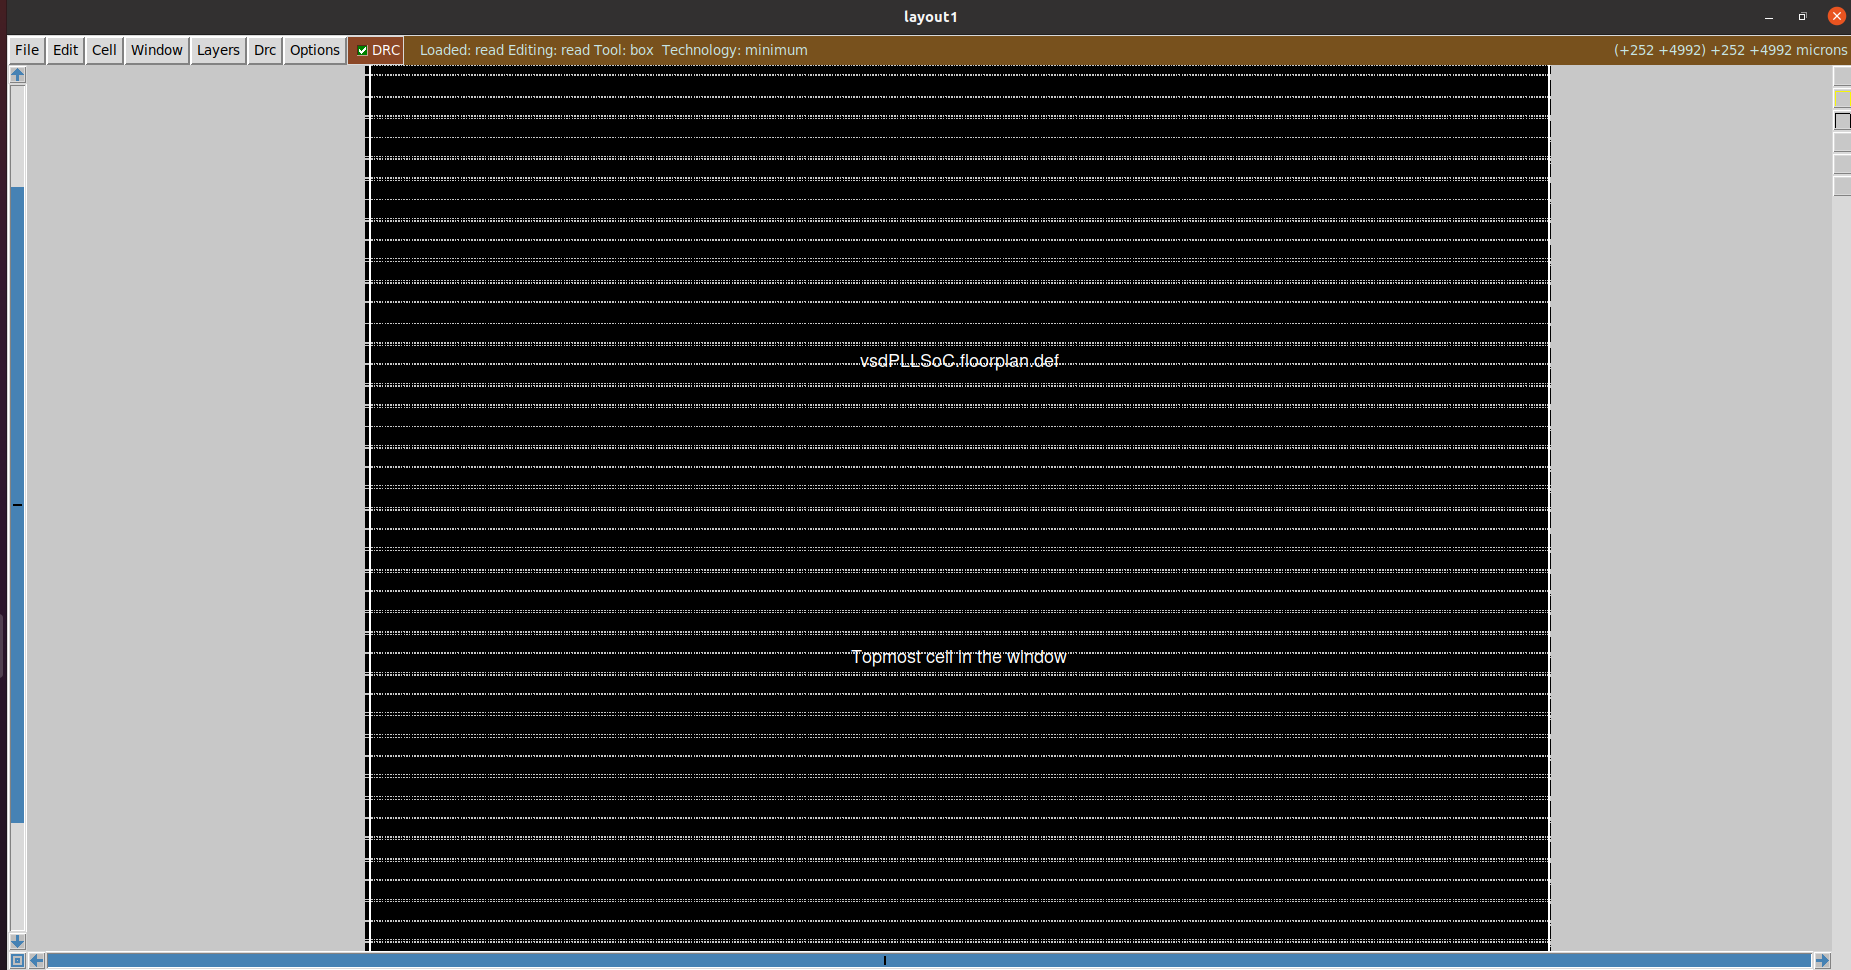 layout1
File Edit Cell Window Layers Drc Options DRC Loaded: read Editing: read Tool: box Technology: minimum (+252 +4992) +252 +4992 microns
vsdPLLSoC.floorplan.def
Topmost cell in the window